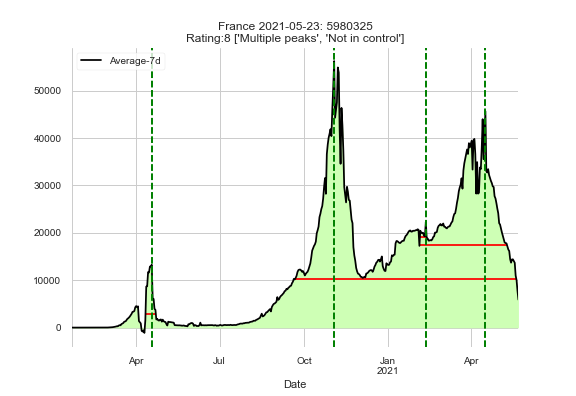 France 2021-05-23: 5980325
Rating:8 ['Multiple peaks', 'Not in control']
Average-7d
50000
40000
30000
20000
10000
0
Apr Jul Oct Jan Apr
2021
Date